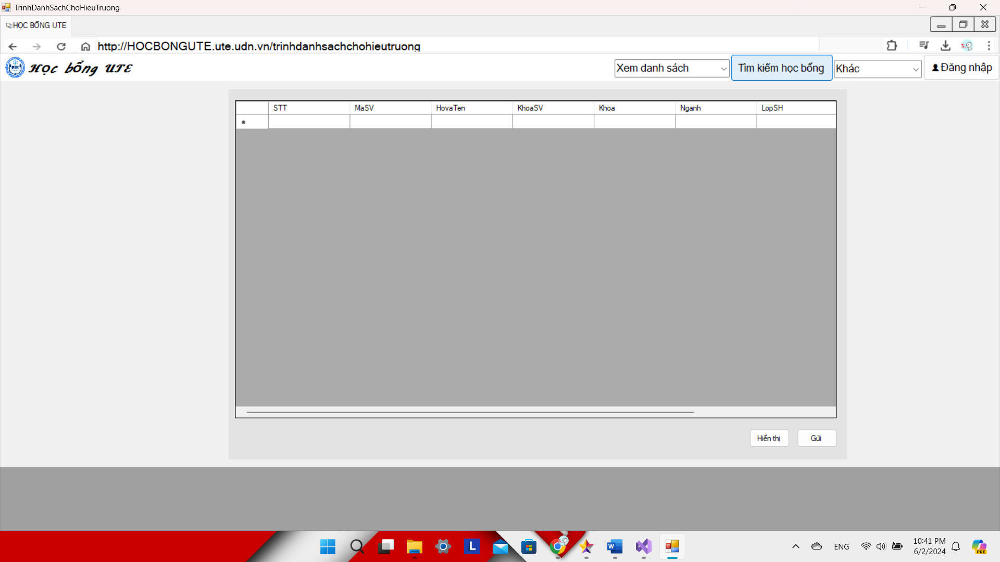 TrinhDanhSachChoHieuTruong
HỌC BỔNG UTE
http://HOCBONGUTE.ute.udn.vn/trinhdanhsachchohieutruong
Học bổng UTE
Xem danh sách
Tìm kiếm học bổng
Khác
Đăng nhập
STT MaSV HovaTen KhoaSV Khoa Nganh LopSH
Hiển thị
Gửi
L
W
ENG
10:41 PM
6/2/2024
PRE